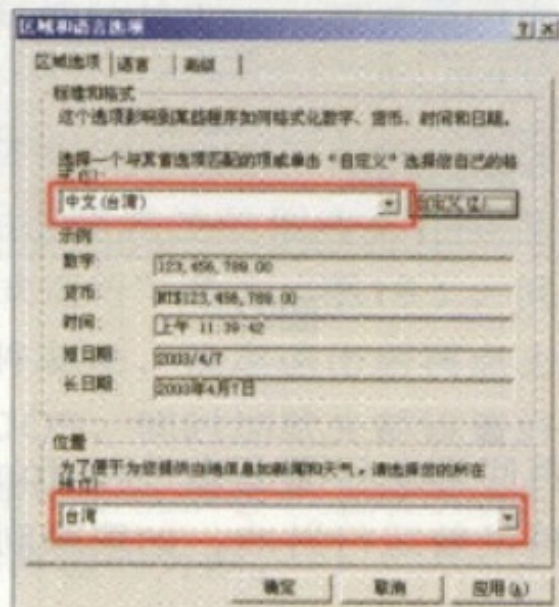 区域和语言选项
区域选项 语言 高级
标准和格式
这个选项影响到某些程序如何格式化数字、货币、时间和日期。
选择一个与其首选项匹配的项或单击“自定义”选择您自己的格
式(S):
中文(台湾) 自定义(Z)
示例
数字: 123,456,789.00
货币: NT$123,456,789.00
时间: 上午 11:39:42
短日期: 2003/4/7
长日期: 2003年4月7日
位置
为了便于为您提供当地信息如新闻和天气，请选择您的所在
地(T):
台湾
确定 取消 应用(A)